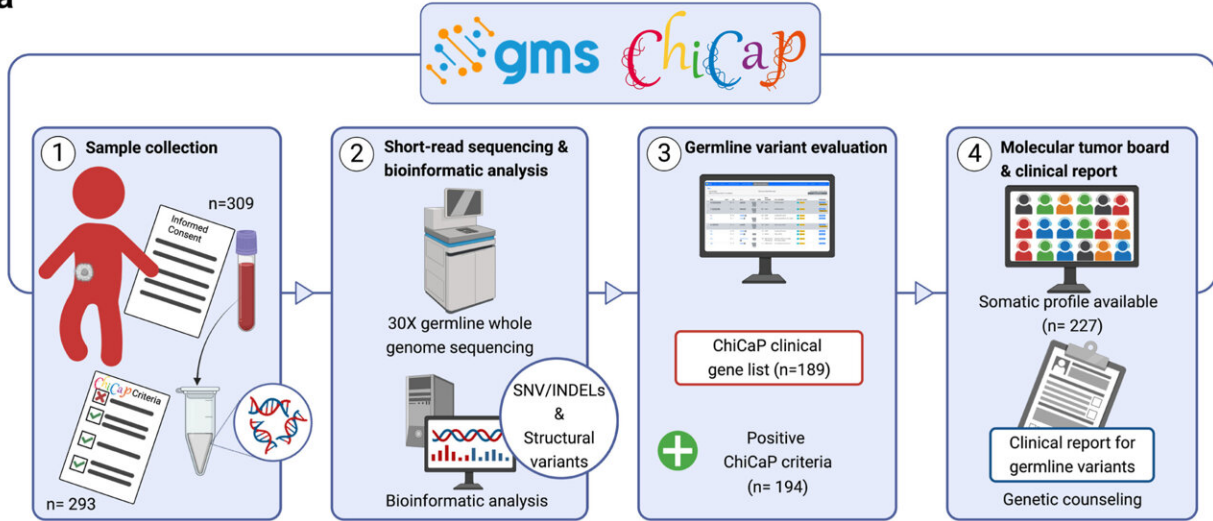 a
gms ChiCaP
1 Sample collection
n=309
Informed
Consent
ChiCaP Criteria
n= 293
2 Short-read sequencing &
bioinformatic analysis
30X germline whole
genome sequencing
SNV/INDELs
&
Structural
variants
Bioinformatic analysis
3 Germline variant evaluation
ChiCaP clinical
gene list (n=189)
Positive
ChiCaP criteria
(n= 194)
4 Molecular tumor board
& clinical report
Somatic profile available
(n= 227)
Clinical report for
germline variants
Genetic counseling